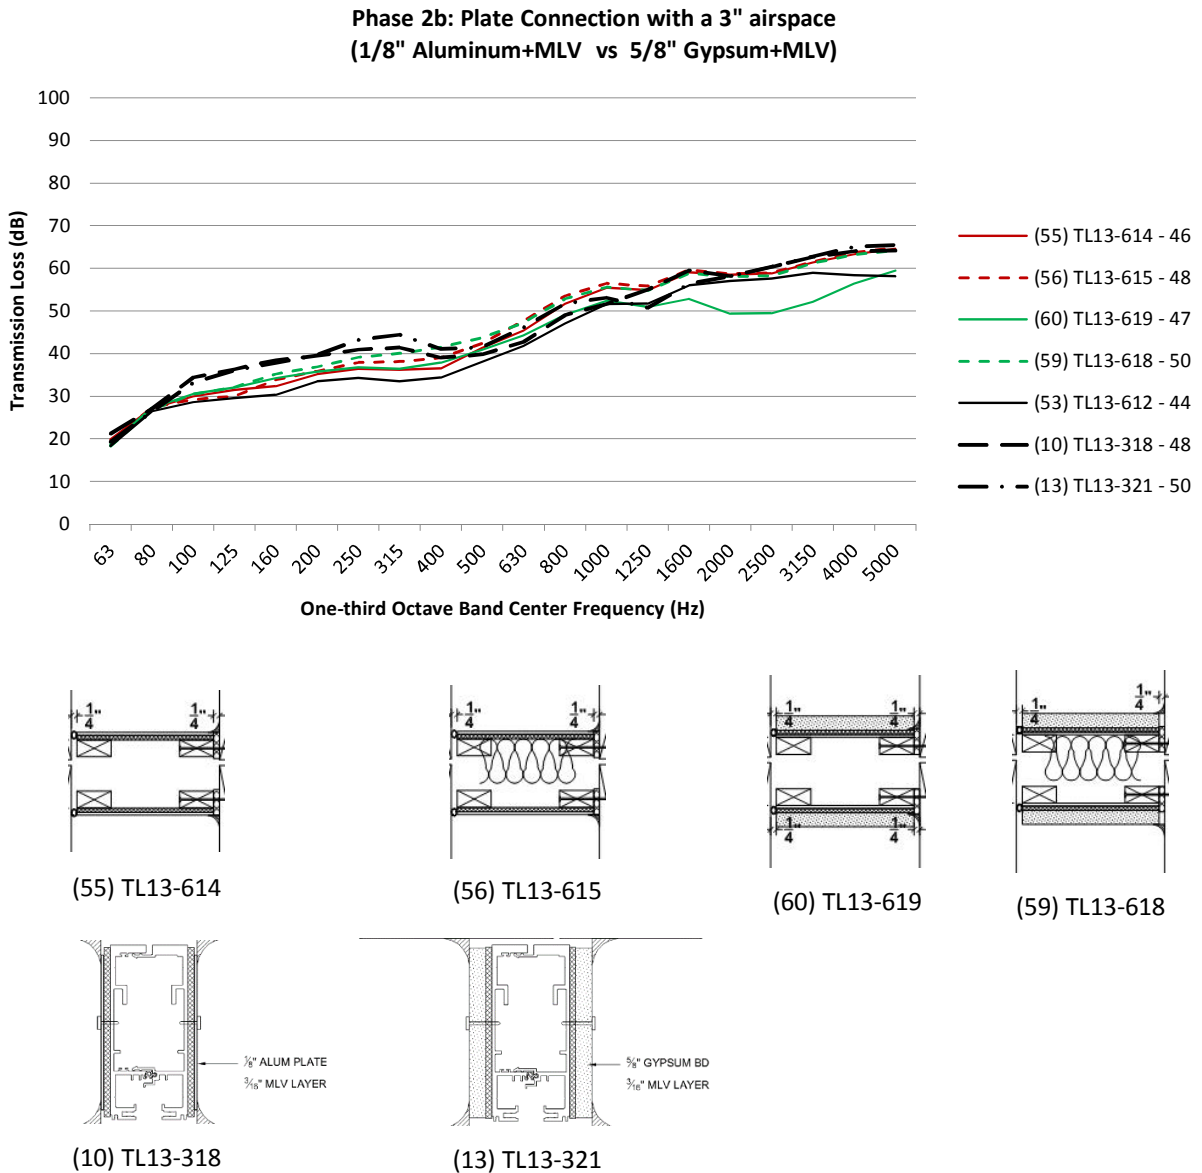 Phase 2b: Plate Connection with a 3" airspace
(1/8" Aluminum+MLV vs 5/8" Gypsum+MLV)
100
90
80
70
60
50
40
30
20
10
0
Transmission Loss (dB)
63 80 100 125 160 200 250 315 400 500 630 800 1000 1250 1600 2000 2500 3150 4000 5000
One-third Octave Band Center Frequency (Hz)
(55) TL13-614 - 46
(56) TL13-615 - 48
(60) TL13-619 - 47
(59) TL13-618 - 50
(53) TL13-612 - 44
(10) TL13-318 - 48
(13) TL13-321 - 50
1/4" 1/4"
(55) TL13-614
1/4" 1/4"
(56) TL13-615
1/4" 1/4"
1/4" 1/4"
(60) TL13-619
1/4" 1/4"
(59) TL13-618
1/8" ALUM PLATE
3/16" MLV LAYER
(10) TL13-318
5/8" GYPSUM BD
3/16" MLV LAYER
(13) TL13-321